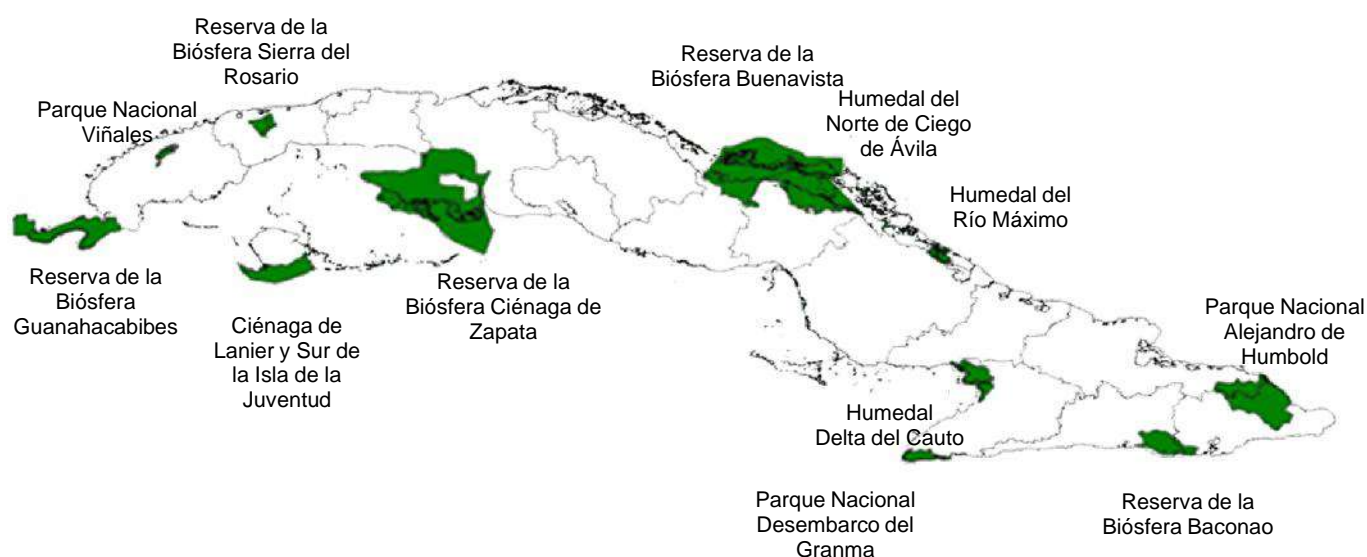 Reserva de la
Biósfera Sierra del
Rosario
Parque Nacional
Viñales
Reserva de la
Biósfera Buenavista
Humedal del
Norte de Ciego
de Ávila
Humedal del
Río Máximo
Reserva de la
Biósfera
Guanahacabibes
Ciénaga de
Lanier y Sur de
la Isla de la
Juventud
Reserva de la
Biósfera Ciénaga de
Zapata
Parque Nacional
Alejandro de
Humbold
Humedal
Delta del Cauto
Parque Nacional
Desembarco del
Granma
Reserva de la
Biósfera Baconao